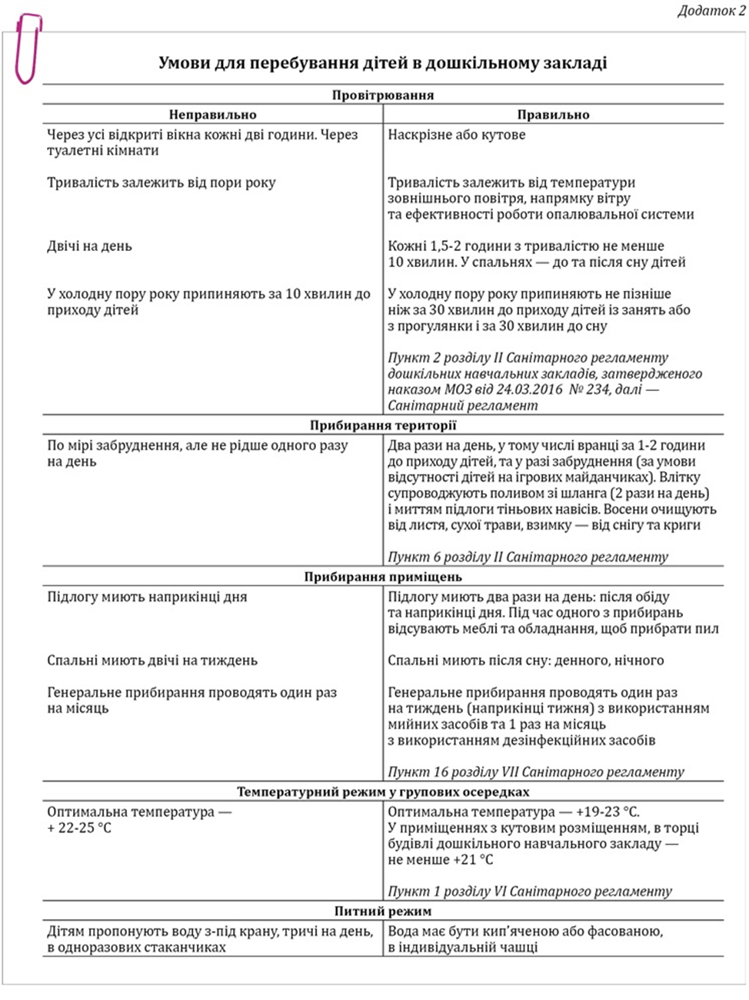 Додаток 2
Умови для перебування дітей в дошкільному закладі
Провітрювання
Неправильно
Правильно
Через усі відкриті вікна кожні дві години. Через
туалетні кімнати
Наскрізне або кутове
Тривалість залежить від пори року
Тривалість залежить від температури
зовнішнього повітря, напрямку вітру
та ефективності роботи опалювальної системи
Двічі на день
Кожні 1,5-2 години з тривалістю не менше
10 хвилин. У спальнях — до та після сну дітей
У холодну пору року припиняють за 10 хвилин до
приходу дітей
У холодну пору року припиняють не пізніше
ніж за 30 хвилин до приходу дітей із занять або
з прогулянки і за 30 хвилин до сну
Пункт 2 розділу II Санітарного регламенту
дошкільних навчальних закладів, затвердженого
наказом МОЗ від 24.03.2016 № 234, далі —
Санітарний регламент
Прибирання території
По мірі забруднення, але не рідше одного разу
на день
Два рази на день, у тому числі вранці за 1-2 години
до приходу дітей, та у разі забруднення (за умови
відсутності дітей на ігрових майданчиках). Влітку
супроводжують поливом зі шланга (2 рази на день)
і миттям підлоги тіньових навісів. Восени очищують
від листя, сухої трави, взимку — від снігу та криги
Пункт 6 розділу II Санітарного регламенту
Прибирання приміщень
Підлогу миють наприкінці дня
Підлогу миють два рази на день: після обіду
та наприкінці дня. Під час одного з прибирань
відсувають меблі та обладнання, щоб прибрати пил
Спальні миють двічі на тиждень
Спальні миють після сну: денного, нічного
Генеральне прибирання проводять один раз
на місяць
Генеральне прибирання проводять один раз
на тиждень (наприкінці тижня) з використанням
мийних засобів та 1 раз на місяць
з використанням дезінфекційних засобів
Пункт 16 розділу VII Санітарного регламенту
Температурний режим у групових осередках
Оптимальна температура —
+ 22-25 °С
Оптимальна температура — +19-23 °С.
У приміщеннях з кутовим розміщенням, в торці
будівлі дошкільного навчального закладу —
не менше +21 °С
Пункт 1 розділу VI Санітарного регламенту
Питний режим
Дітям пропонують воду з-під крану, тричі на день,
в одноразових стаканчиках
Вода має бути кип’яченою або фасованою,
в індивідуальній чашці